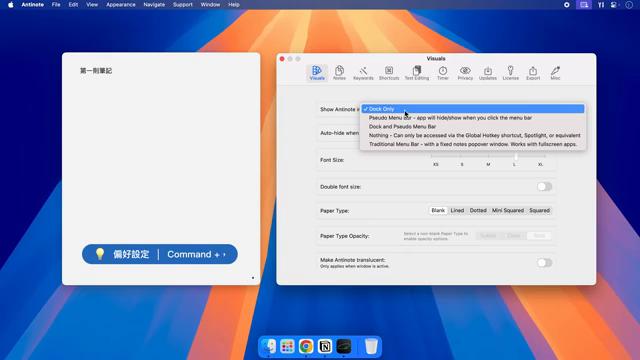 Antinote File Edit View Appearance Navigate Support Window Help
第一則筆記
💡 偏好設定 | Command + ,
Visuals
Visuals Notes Keywords Shortcuts Text Editing Timer Privacy Updates License Export Misc
Show Antinote i
✓ Dock Only
Pseudo Menu Bar - app will hide/show when you click the menu bar
Dock and Pseudo Menu Bar
Nothing - Can only be accessed via the Global Hotkey shortcut, Spotlight, or equivalent
Traditional Menu Bar - with a fixed notes popover window. Works with fullscreen apps.
Auto-hide when
Font Size:
XS S M L XL
Double font size:
Paper Type: Blank Lined Dotted Mini Squared Squared
Paper Type Opacity: Select a non-blank Paper Type to enable opacity options.
Make Antinote translucent:
Only applies when window is active.